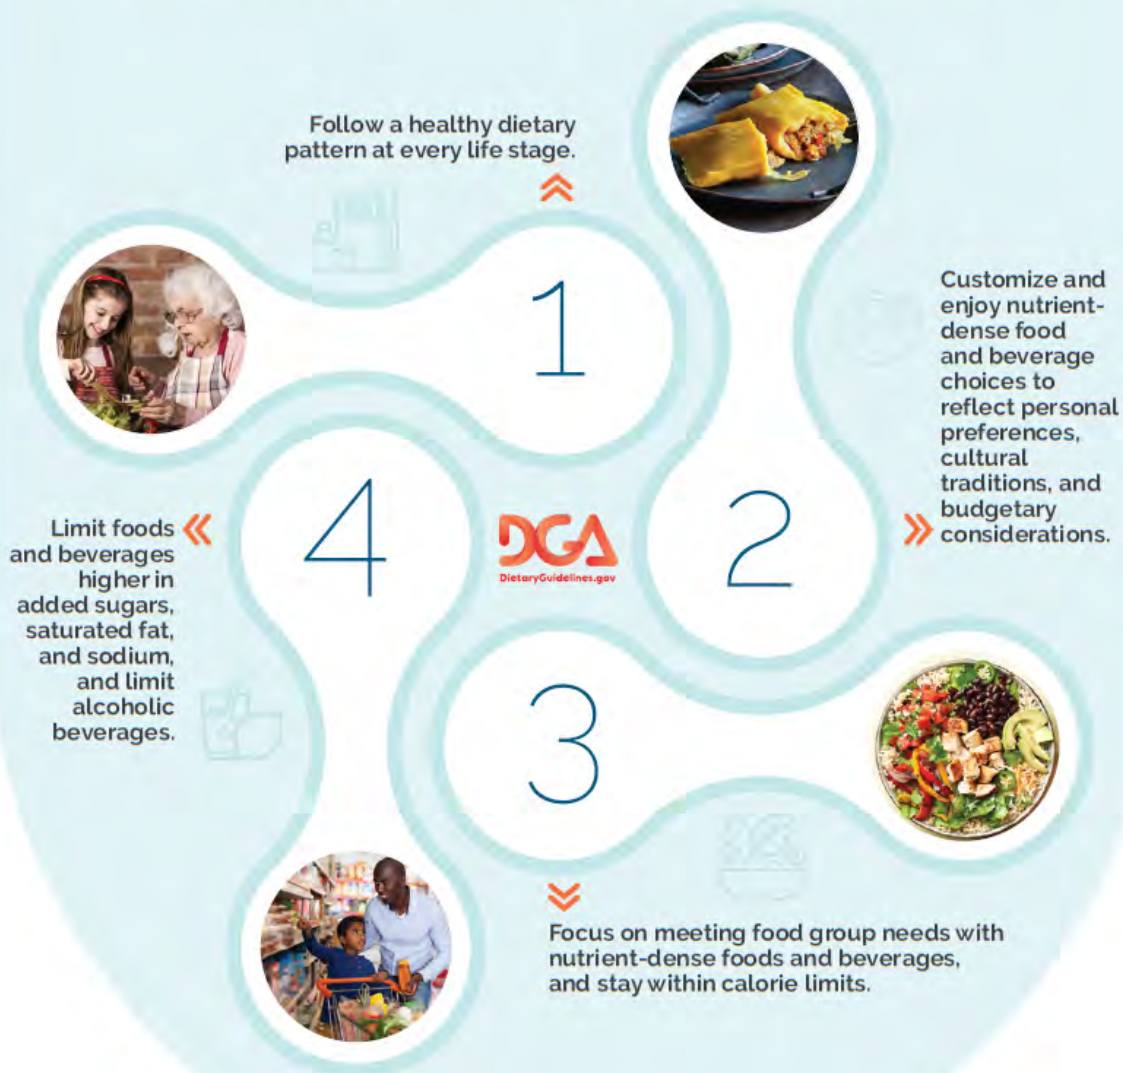 Follow a healthy dietary
pattern at every life stage.
1
Customize and
enjoy nutrient-
dense food
and beverage
choices to
reflect personal
preferences,
cultural
traditions, and
budgetary
considerations.
2
DGA
DietaryGuidelines.gov
4
Limit foods
and beverages
higher in
added sugars,
saturated fat,
and sodium,
and limit
alcoholic
beverages.
3
Focus on meeting food group needs with
nutrient-dense foods and beverages,
and stay within calorie limits.